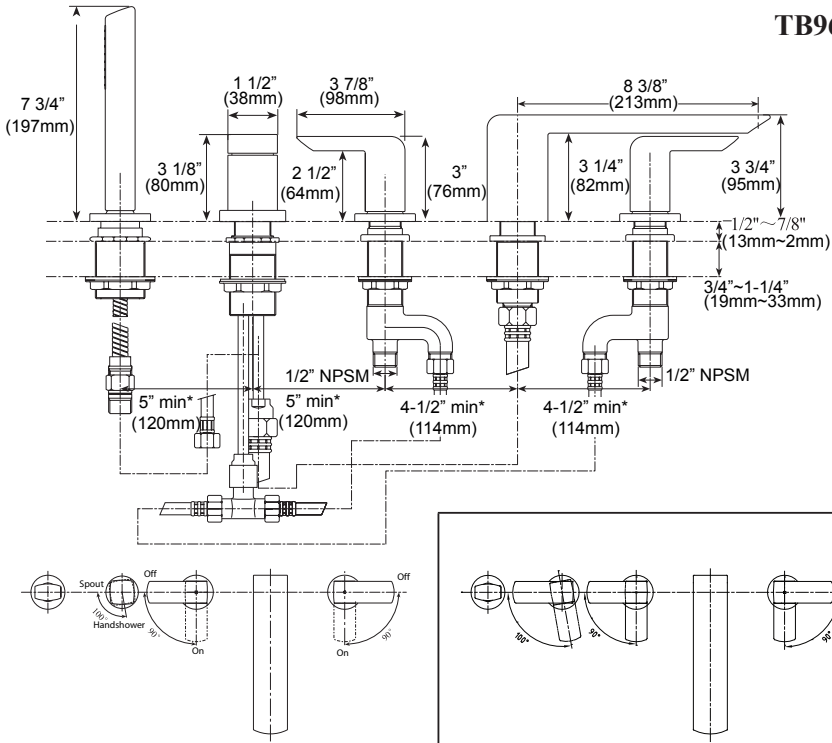 TB9
7 3/4”
(197mm)
1 1/2”
(38mm)
3 1/8”
(80mm)
3 7/8”
(98mm)
2 1/2”
(64mm)
3”
(76mm)
8 3/8”
(213mm)
3 1/4”
(82mm)
3 3/4”
(95mm)
1/2"～7/8"
(13mm~2mm)
3/4”~1-1/4”
(19mm~33mm)
1/2” NPSM
1/2” NPSM
5” min*
(120mm)
5” min*
(120mm)
4-1/2” min*
(114mm)
4-1/2” min*
(114mm)
Spout
100°
Handshower
Off
90°
On
Off
90°
On
100°
90°
90°